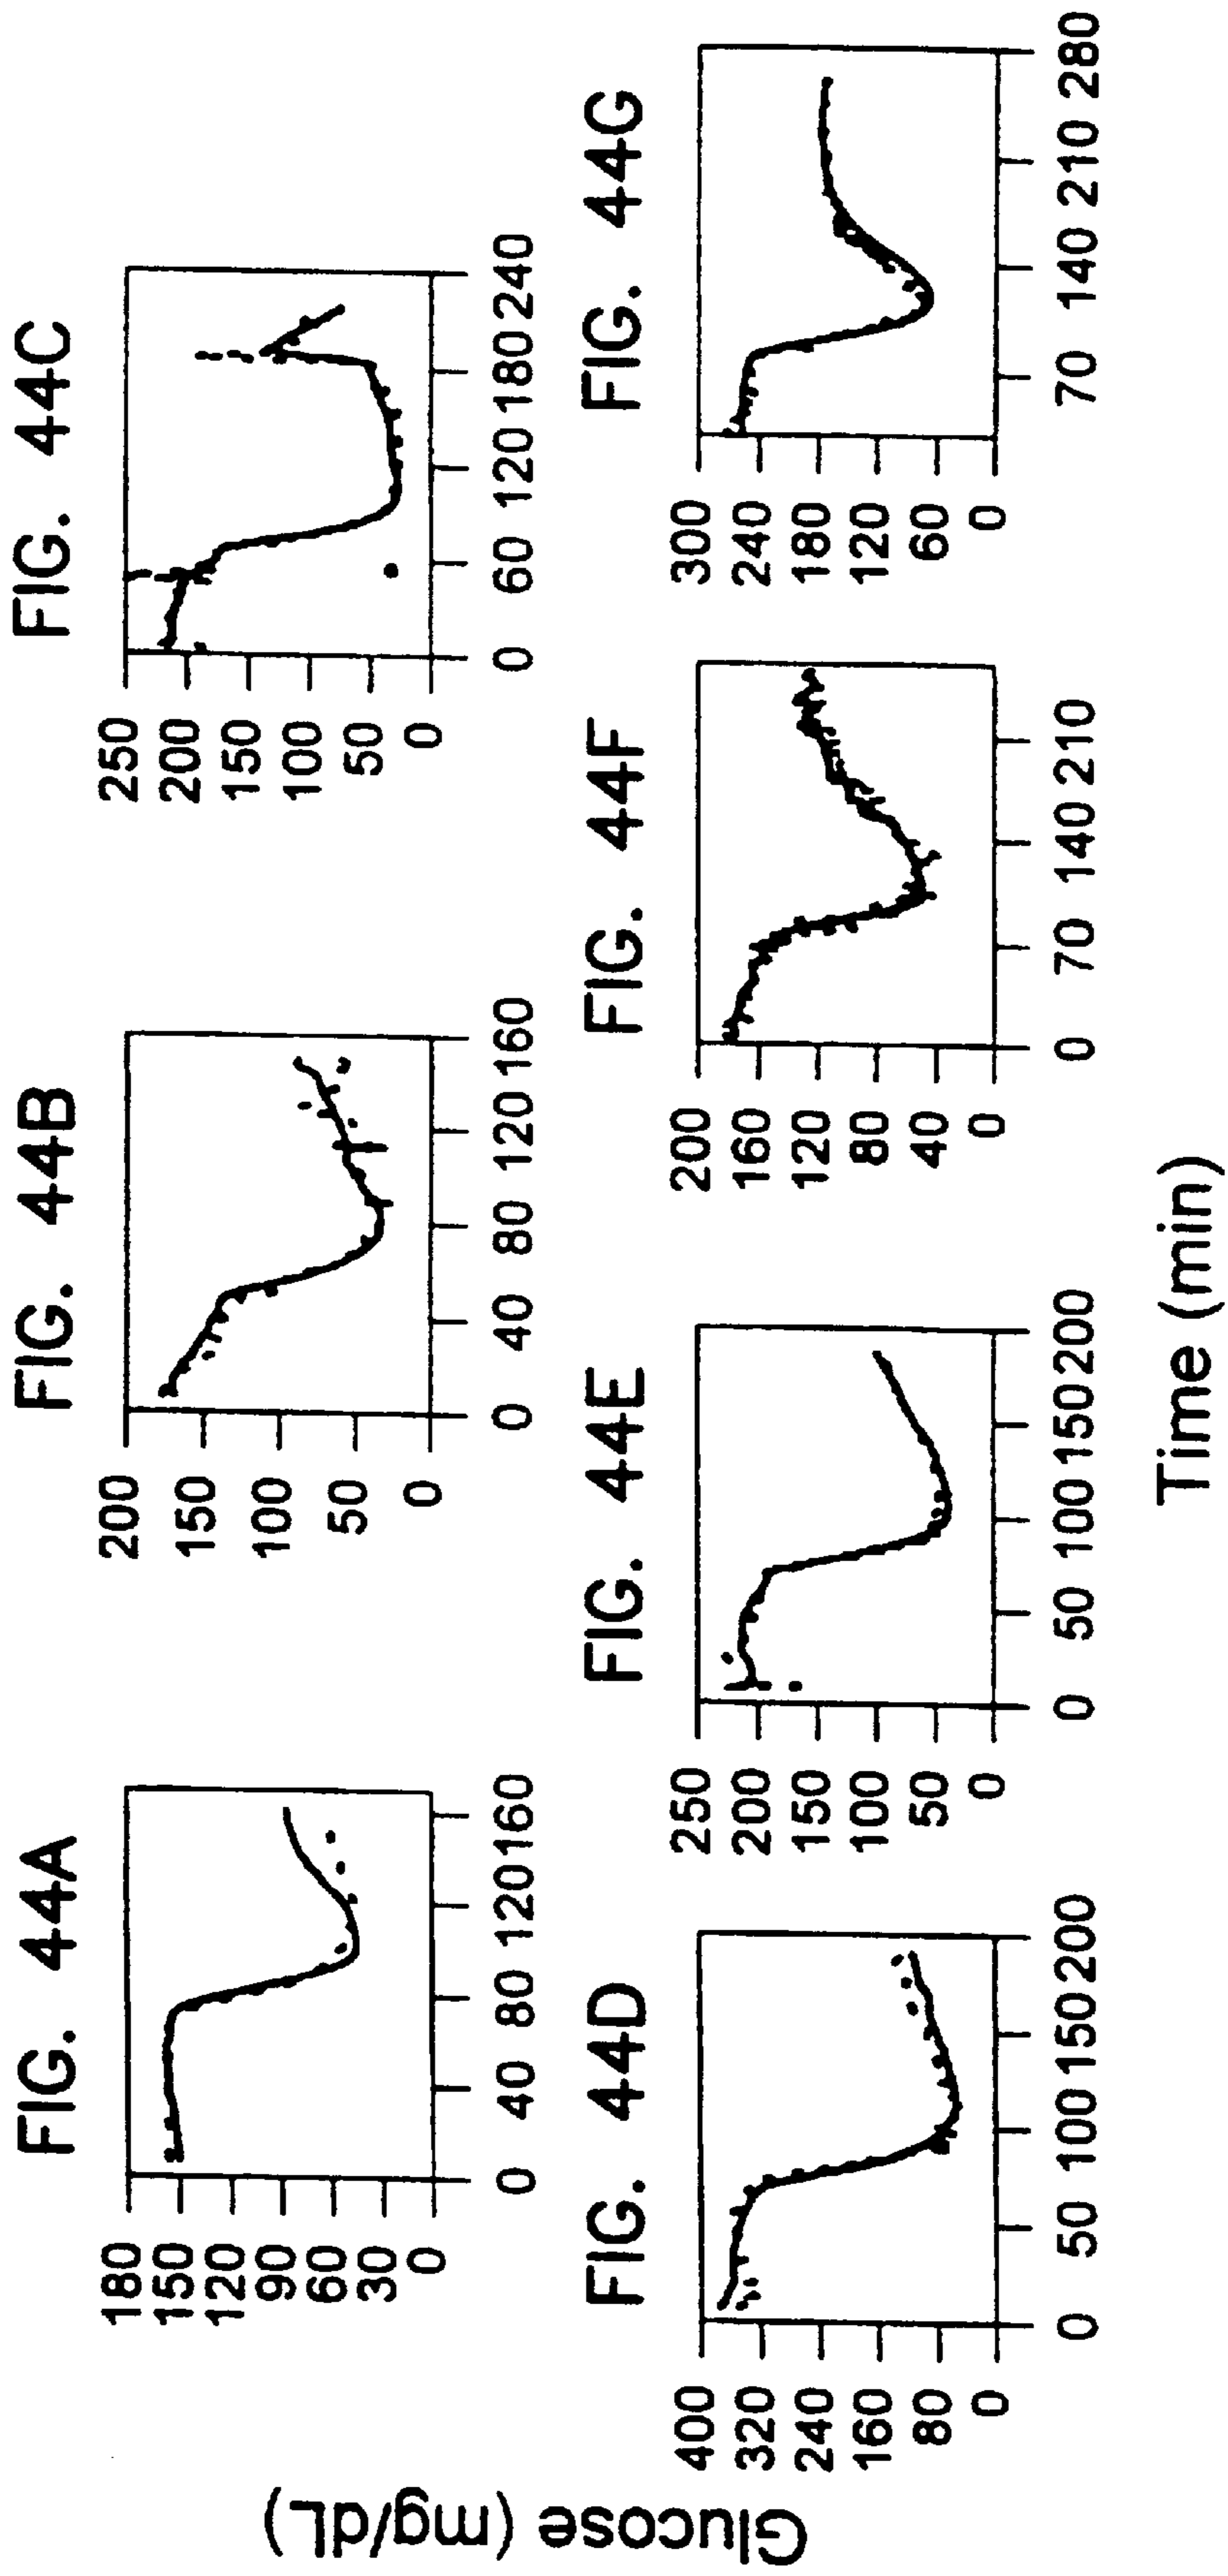 FIG. 44A
180
150
120
90
60
30
0
0 40 80 120 160
FIG. 44B
200
150
100
50
0
0 40 80 120 160
FIG. 44C
250
200
150
100
50
0
0 60 120 180 240
FIG. 44D
400
320
240
160
80
0
0 50 100 150 200
FIG. 44E
250
200
150
100
50
0
0 50 100 150 200
FIG. 44F
200
160
120
80
40
0
0 70 140 210
FIG. 44G
300
240
180
120
60
0
70 140 210 280
Glucose (mg/dL)
Time (min)